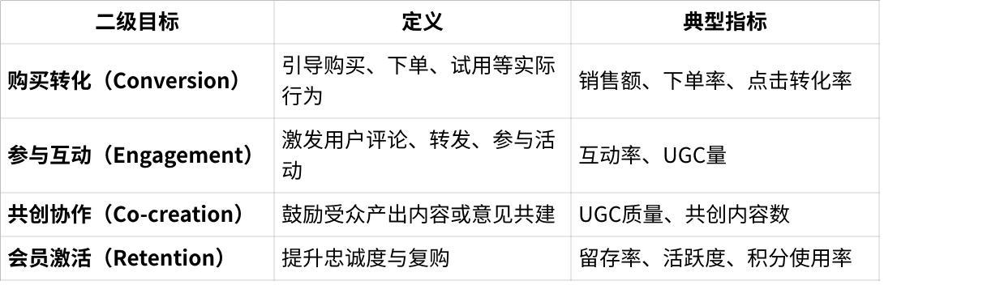 二级目标 定义 典型指标
购买转化（Conversion） 引导购买、下单、试用等实际 销售额、下单率、点击转化率
行为
参与互动（Engagement） 激发用户评论、转发、参与活 互动率、UGC量
动
共创协作（Co-creation） 鼓励受众产出内容或意见共建 UGC质量、共创内容数
会员激活（Retention） 提升忠诚度与复购 留存率、活跃度、积分使用率